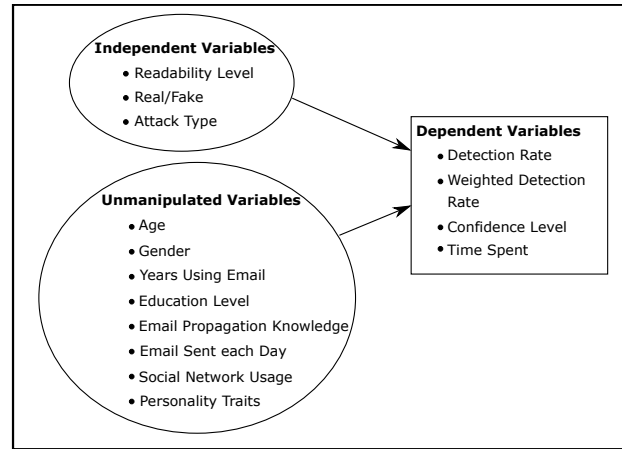 Independent Variables
• Readability Level
• Real/Fake
• Attack Type
Unmanipulated Variables
• Age
• Gender
• Years Using Email
• Education Level
• Email Propagation Knowledge
• Email Sent each Day
• Social Network Usage
• Personality Traits
Dependent Variables
• Detection Rate
• Weighted Detection
Rate
• Confidence Level
• Time Spent